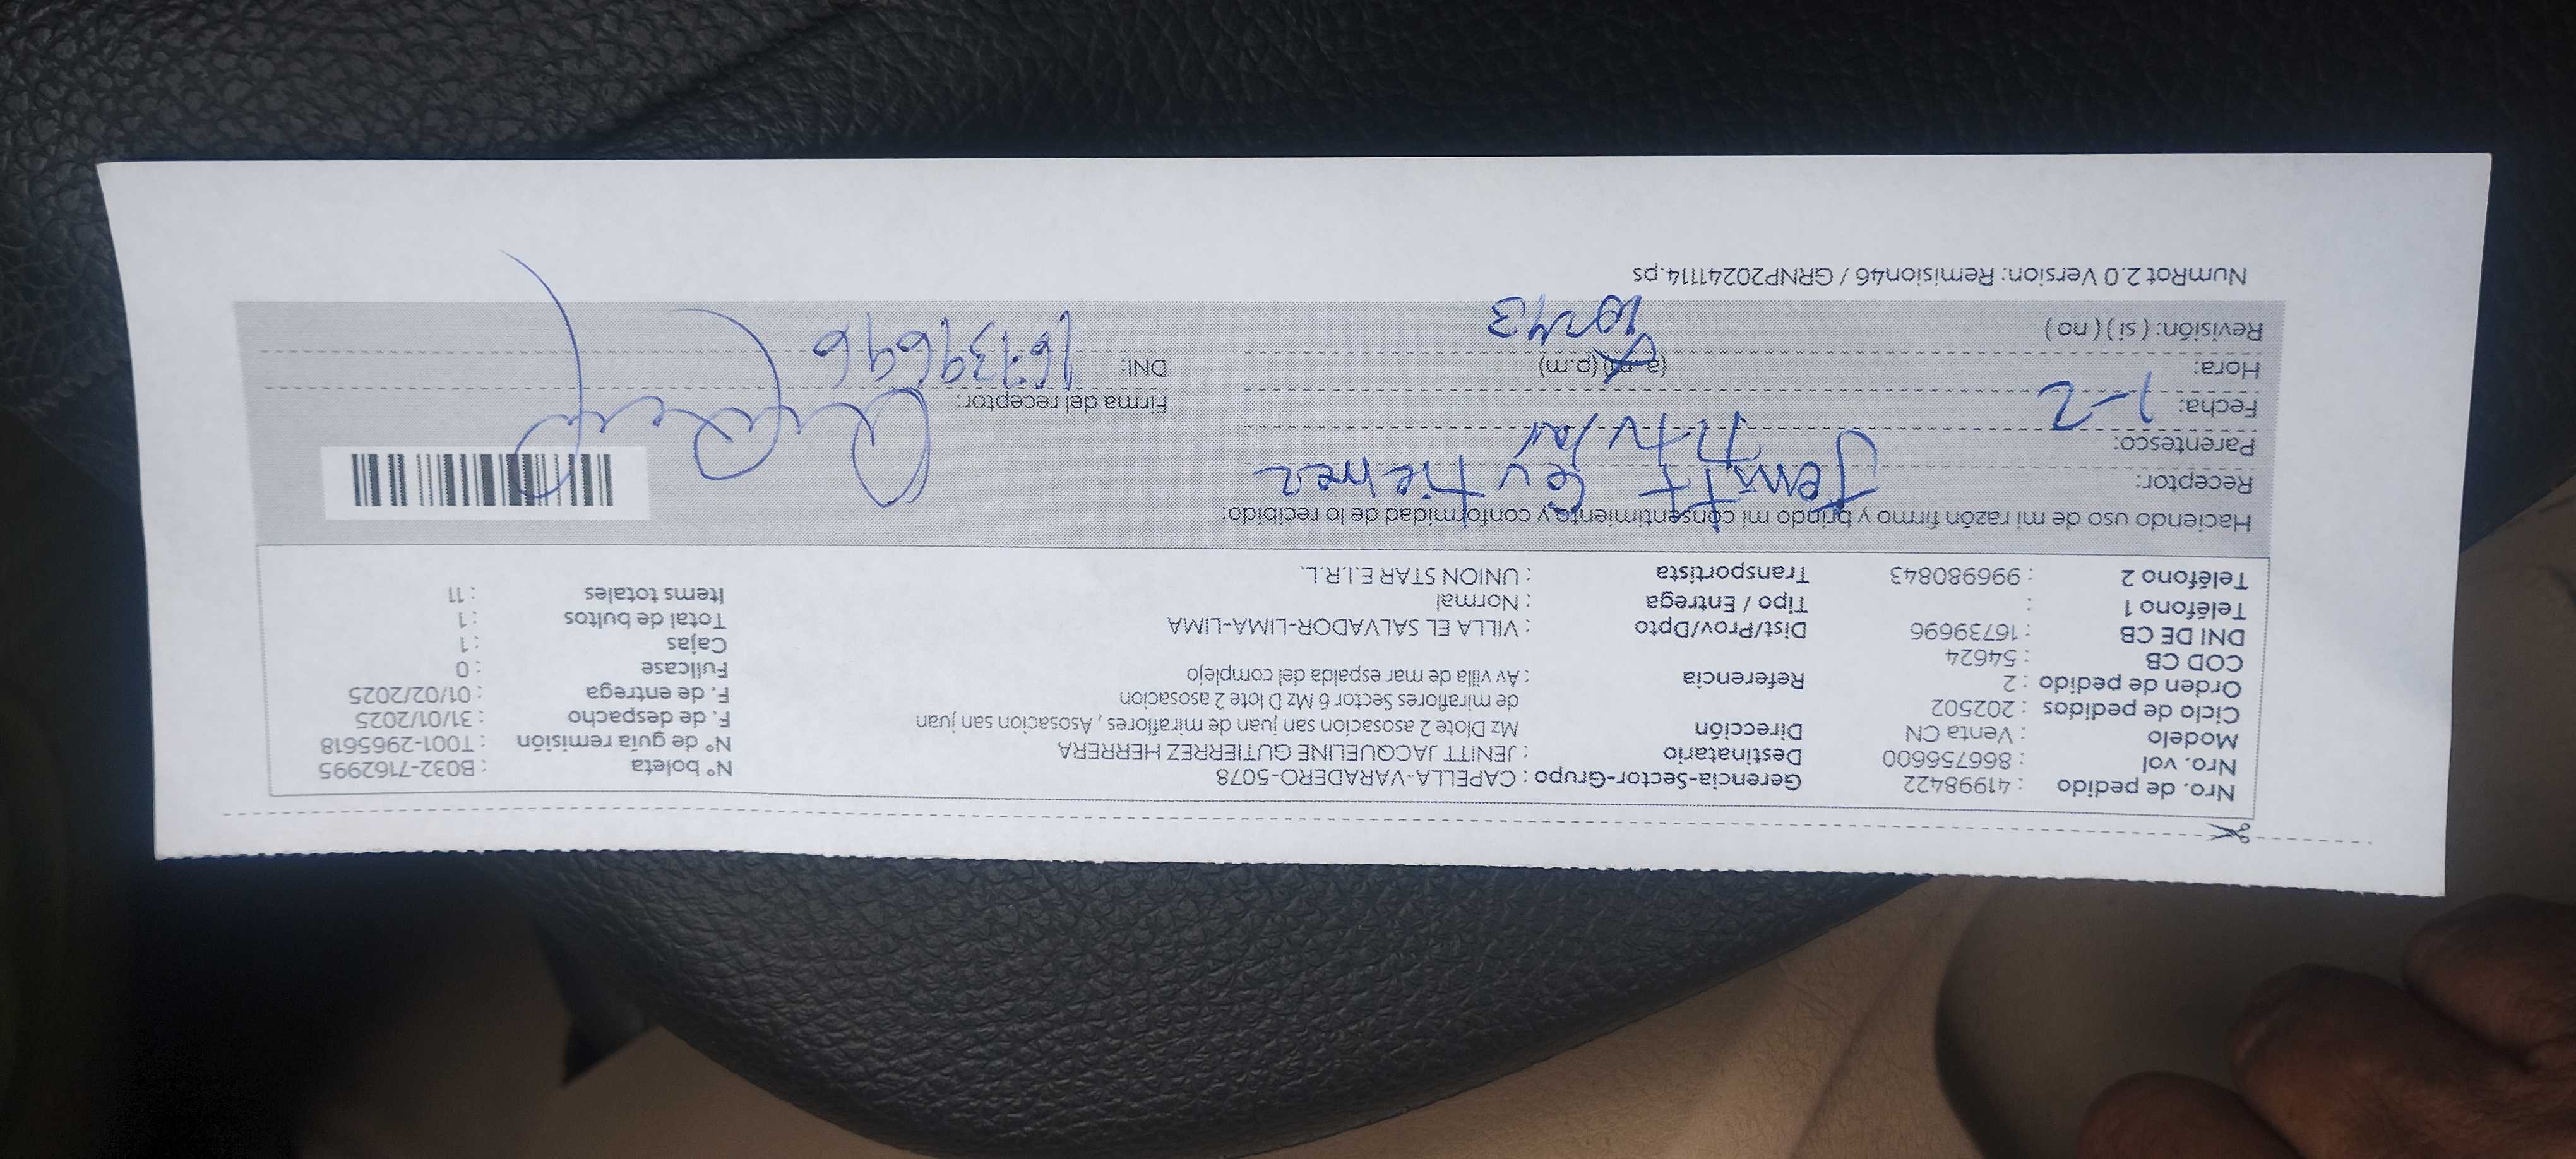 Nro. de pedido : 41998422 Gerencia-Sector-Grupo : CAPELLA-VARADERO-5078 N° boleta : B032-7162995
Nro. vol : 866756600 Destinatario : JENITT JACQUELINE GUTIERREZ HERRERA N° de guía remisión : T001-2965618
Modelo : Venta CN Dirección Mz Dlote 2 asosacion san juan de miraflores , Asosacion san juan F. de despacho : 31/01/2025
Ciclo de pedidos : 202502 de miraflores Sector 6 Mz D lote 2 asosacion F. de entrega : 01/02/2025
Orden de pedido : 2 Referencia : Av villa de mar espalda del complejo Fullcase : 0
COD CB : 54624 Cajas : 1
DNI DE CB : 16739696 Dist/Prov/Dpto : VILLA EL SALVADOR-LIMA-LIMA Total de bultos : 1
Teléfono 1 : Tipo / Entrega : Normal Items totales : 11
Teléfono 2 : 996980843 Transportista : UNION STAR E.I.R.L.
Haciendo uso de mi razón firmo y brindo mi consentimiento y conformidad de lo recibido:
Receptor: Jenitt Gutierrez
Parentesco: Titular
Fecha: 1-2 Firma del receptor:
Hora: (a.m) (p.m) DNI: 16739696
10:43
Revisión: ( si ) ( no )
NumRot 2.0 Version: Remision46 / GRNP20241114.ps